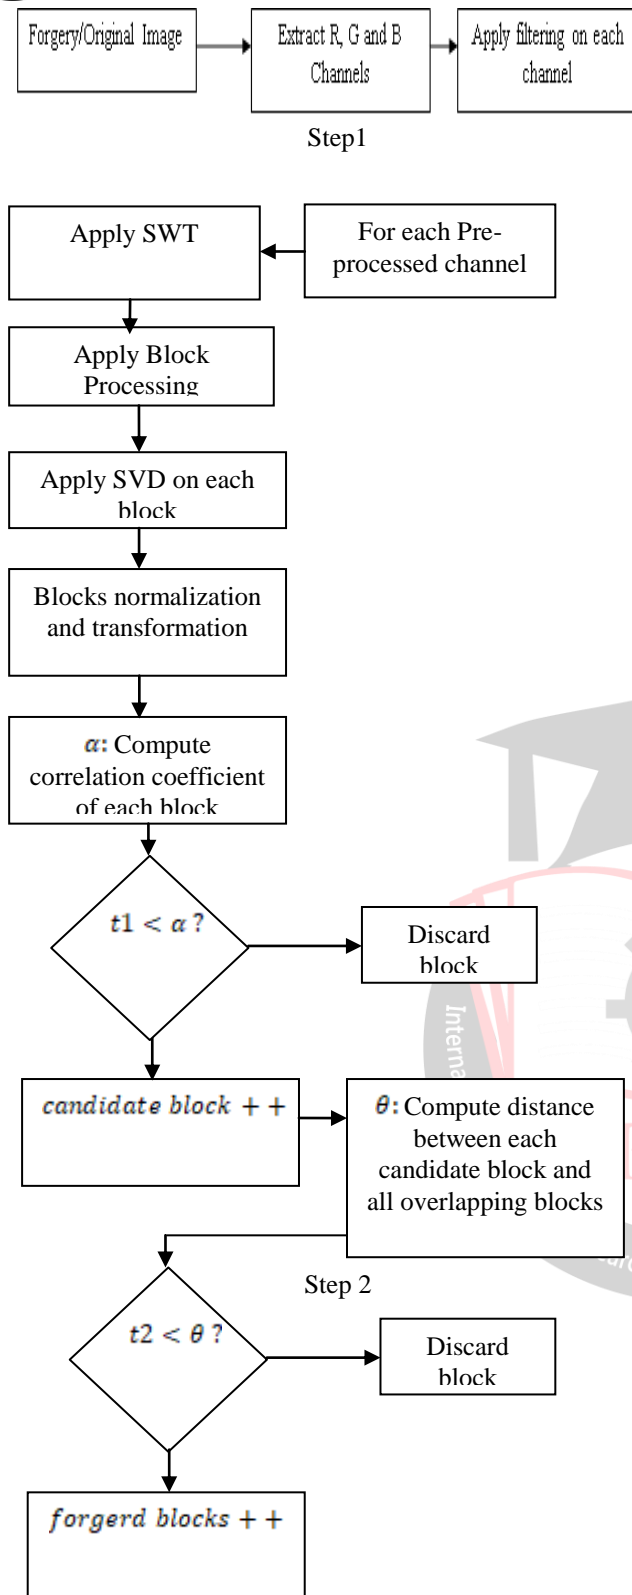 Forgery/Original Image
Extract R, G and B
Channels
Apply filtering on each
channel
Step1
Apply SWT
For each Pre-
processed channel
Apply Block
Processing
Apply SVD on each
block
Blocks normalization
and transformation
α: Compute
correlation coefficient
of each block
t1 < α ?
Discard
block
candidate block + +
θ: Compute distance
between each
candidate block and
all overlapping blocks
Step 2
t2 < θ ?
Discard
block
forgerd blocks + +
Interna